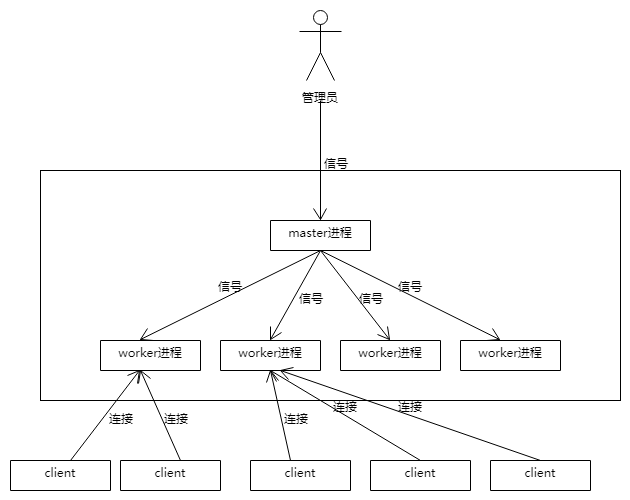 管理员
信号
master进程
信号
信号
信号
信号
worker进程
worker进程
worker进程
worker进程
连接
连接
连接
连接
连接
client
client
client
client
client